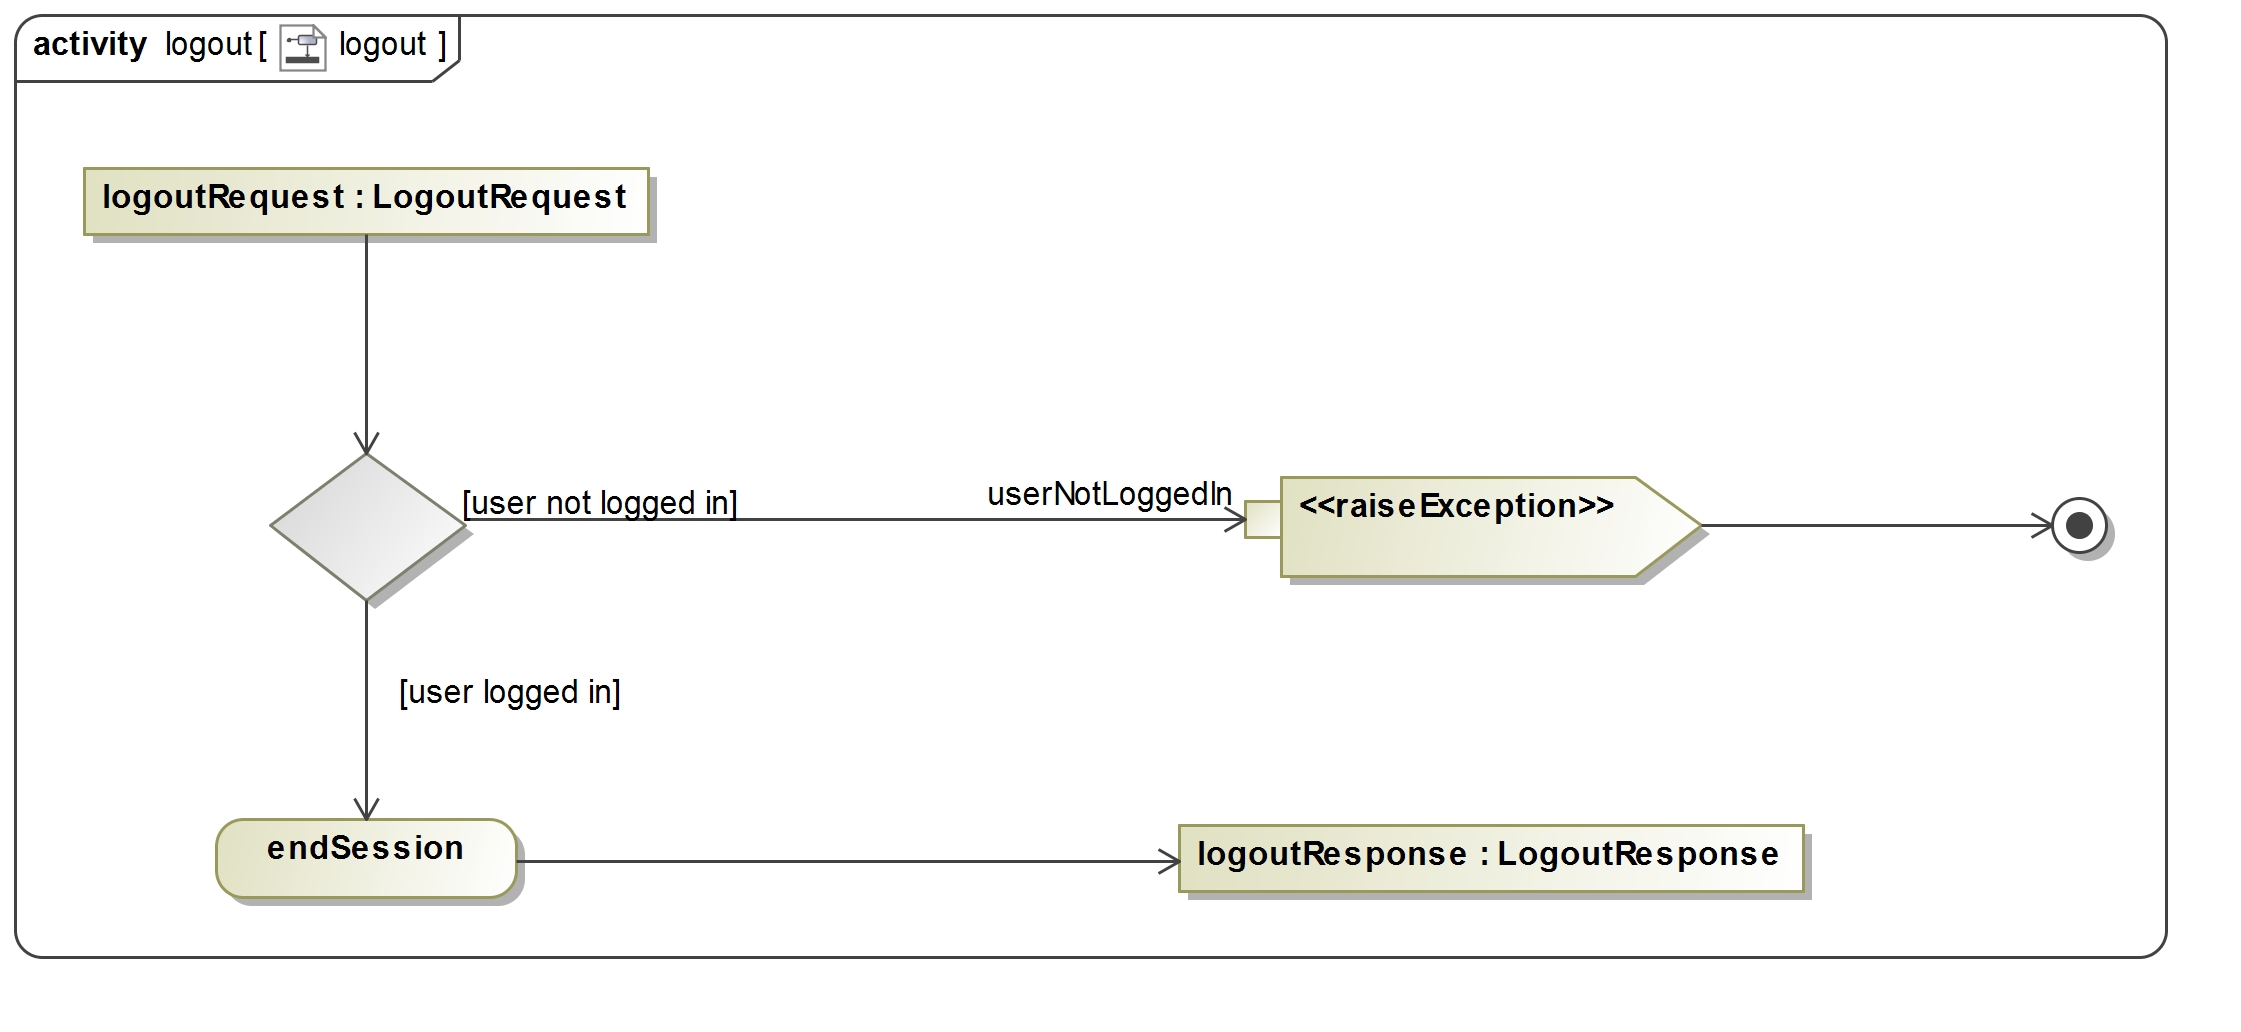 activity logout [ logout ]
logoutRequest : LogoutRequest
[user not logged in]
userNotLoggedIn
<<raiseException>>
[user logged in]
endSession
logoutResponse : LogoutResponse